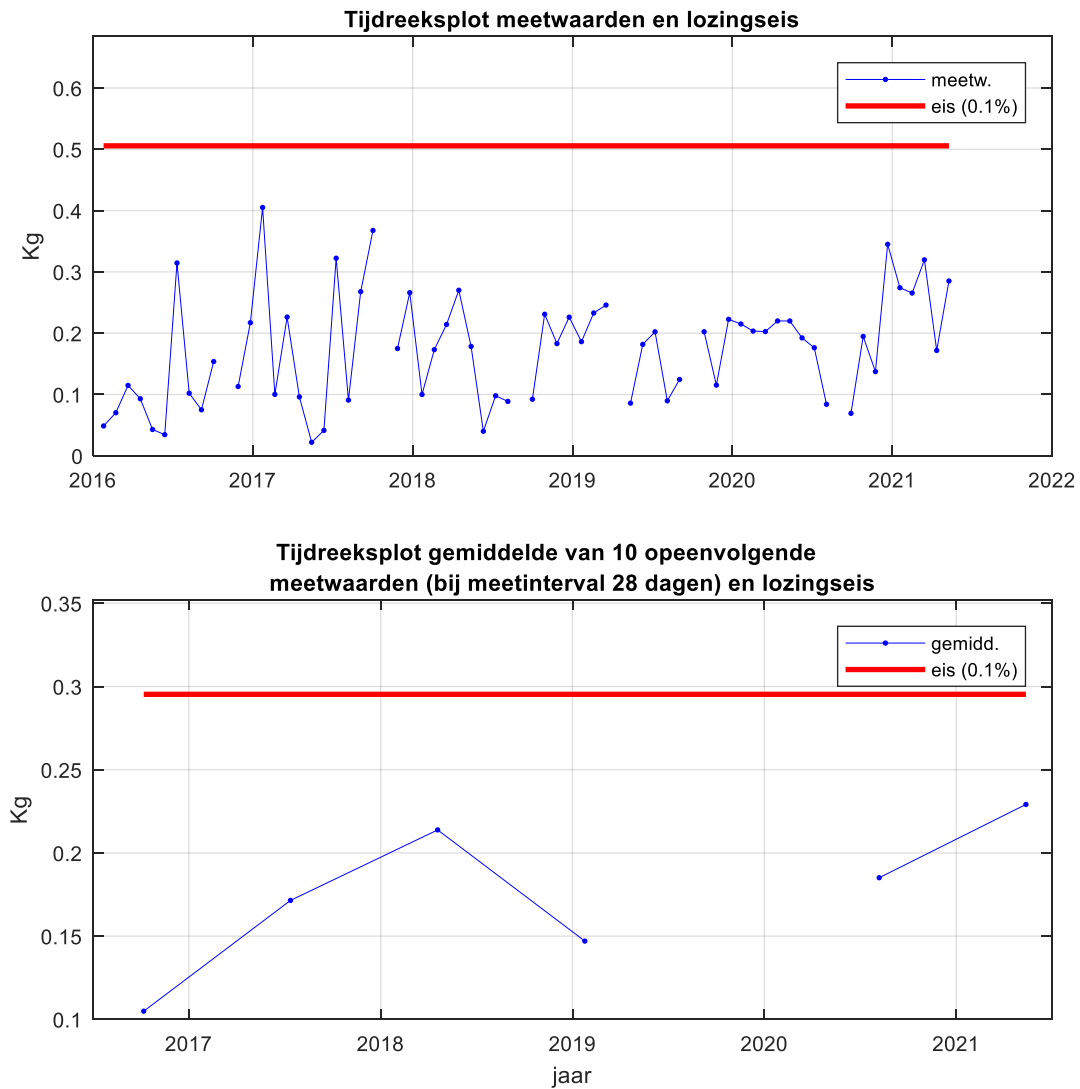 Tijdreeksplot meetwaarden en lozingseis
0.6
0.5
0.4
0.3
0.2
0.1
0
Kg
meetw.
eis (0.1%)
2016 2017 2018 2019 2020 2021 2022
Tijdreeksplot gemiddelde van 10 opeenvolgende
meetwaarden (bij meetinterval 28 dagen) en lozingseis
0.35
0.3
0.25
0.2
0.15
0.1
Kg
gemidd.
eis (0.1%)
2017 2018 2019 2020 2021
jaar